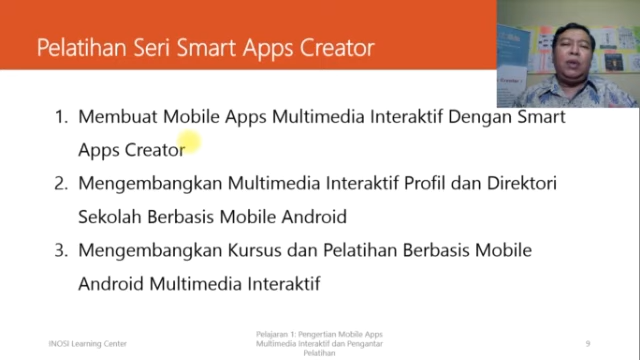 Pelatihan Seri Smart Apps Creator
1. Membuat Mobile Apps Multimedia Interaktif Dengan Smart
Apps Creator
2. Mengembangkan Multimedia Interaktif Profil dan Direktori
Sekolah Berbasis Mobile Android
3. Mengembangkan Kursus dan Pelatihan Berbasis Mobile
Android Multimedia Interaktif
INOSI Learning Center
Pelajaran 1: Pengertian Mobile Apps
Multimedia Interaktif dan Pengantar
Pelatihan
9